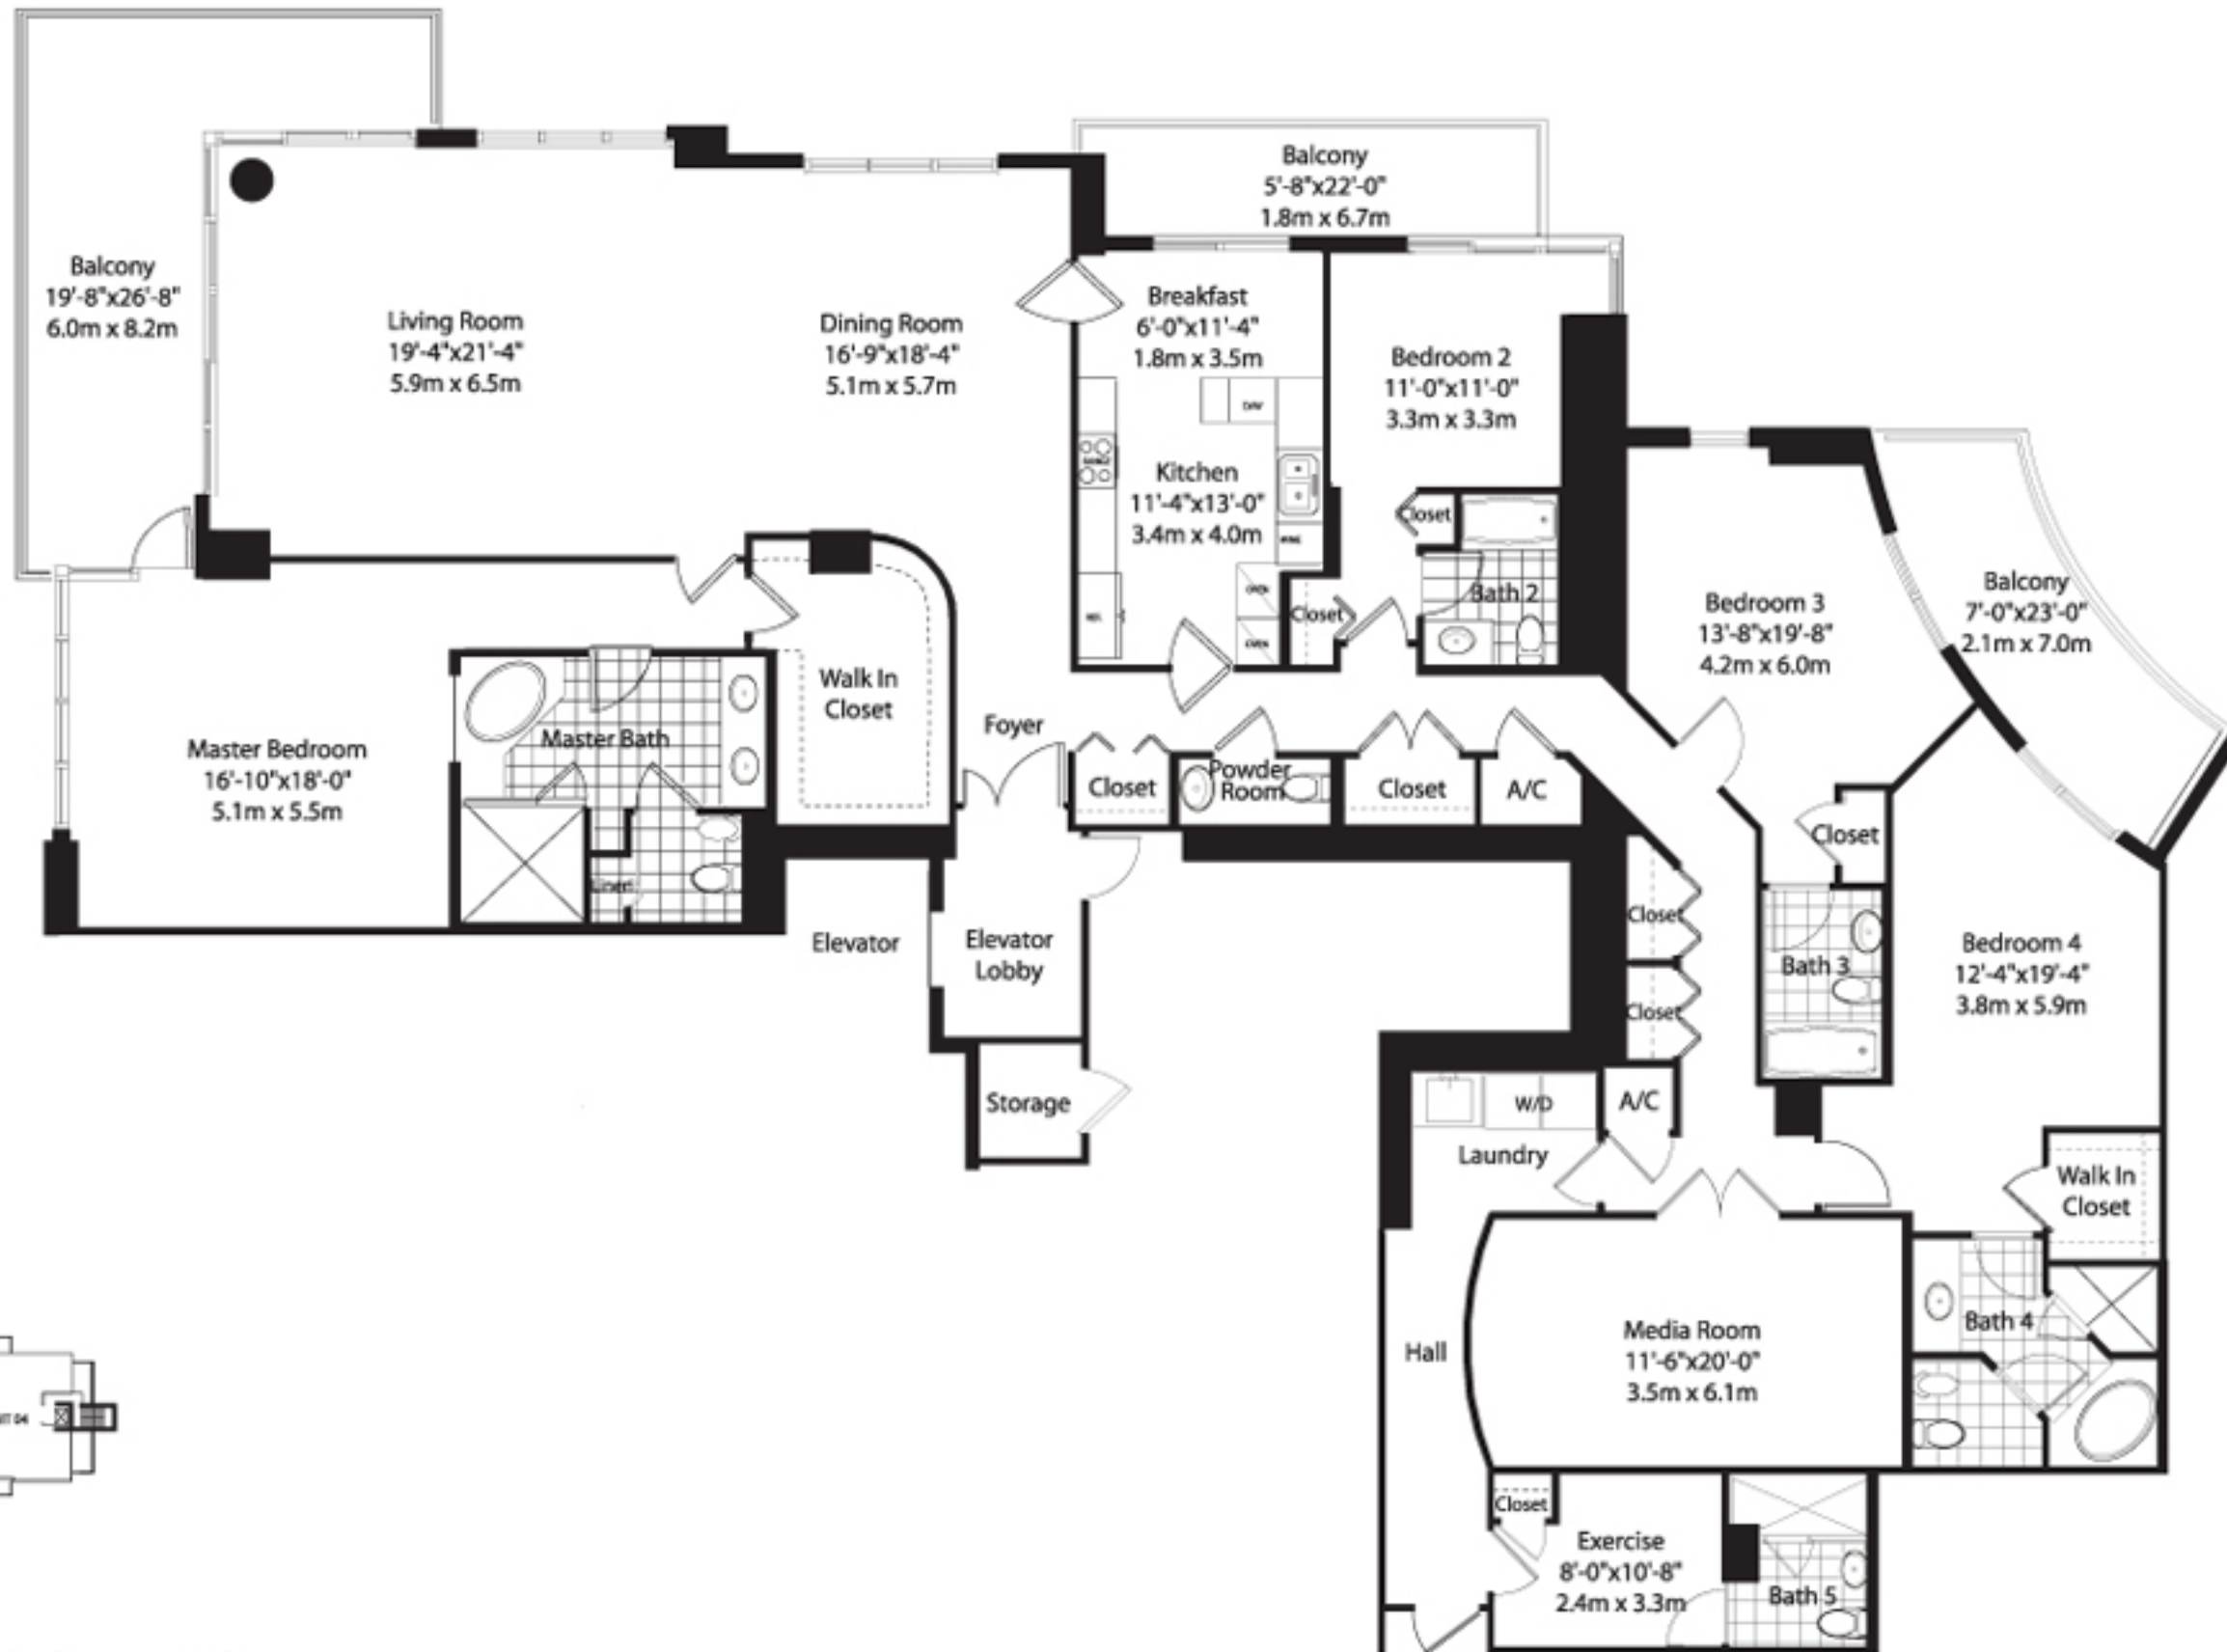 Balcony
19'-8"x26'-8"
6.0m x 8.2m
Living Room
19'-4"x21'-4"
5.9m x 6.5m
Dining Room
16'-9"x18'-4"
5.1m x 5.7m
Balcony
5'-8"x22'-0"
1.8m x 6.7m
Breakfast
6'-0"x11'-4"
1.8m x 3.5m
D/W
Kitchen
11'-4"x13'-0"
3.4m x 4.0m
OVEN
OVEN
REF.
Bedroom 2
11'-0"x11'-0"
3.3m x 3.3m
Closet
Closet
Bath 2
Bedroom 3
13'-8"x19'-8"
4.2m x 6.0m
Balcony
7'-0"x23'-0"
2.1m x 7.0m
Master Bedroom
16'-10"x18'-0"
5.1m x 5.5m
Master Bath
Linen
Walk In
Closet
Foyer
Closet
Powder
Room
Closet
A/C
Closet
Closet
Closet
Bath 3
Bedroom 4
12'-4"x19'-4"
3.8m x 5.9m
Elevator
Elevator
Lobby
Storage
W/D
A/C
Laundry
Walk In
Closet
Hall
Media Room
11'-6"x20'-0"
3.5m x 6.1m
Bath 4
Closet
Exercise
8'-0"x10'-8"
2.4m x 3.3m
Bath 5
04